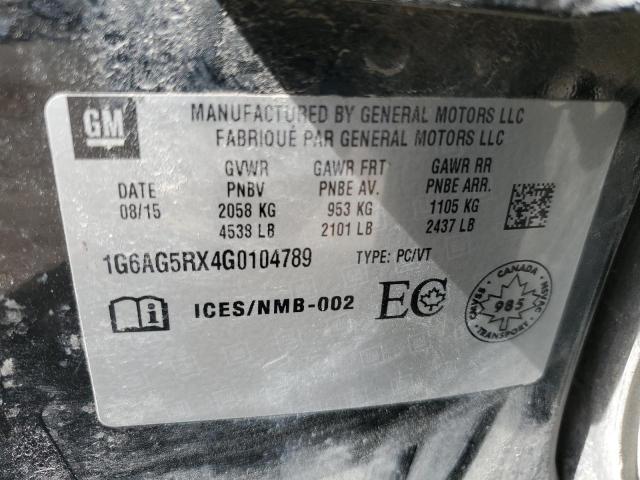 GM
MANUFACTURED BY GENERAL MOTORS LLC
FABRIQUÉ PAR GENERAL MOTORS LLC
GVWR GAWR FRT GAWR RR
DATE PNBV PNBE AV. PNBE ARR.
08/15 2058 KG 953 KG 1105 KG
4538 LB 2101 LB 2437 LB
1G6AG5RX4G0104789 TYPE: PC/VT
ICES/NMB-002 EC
CANADA
985
TRANSPORT